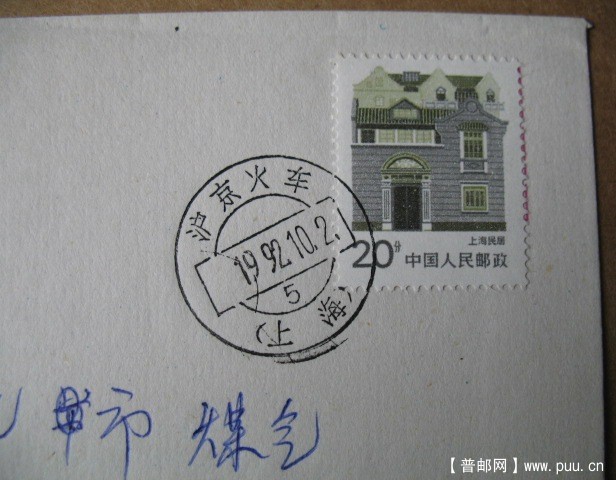 上海民居
20分 中国人民邮政
沪京火车
1992.10.2.
5
海)
市 煤气
【普邮网】www.puu.cn